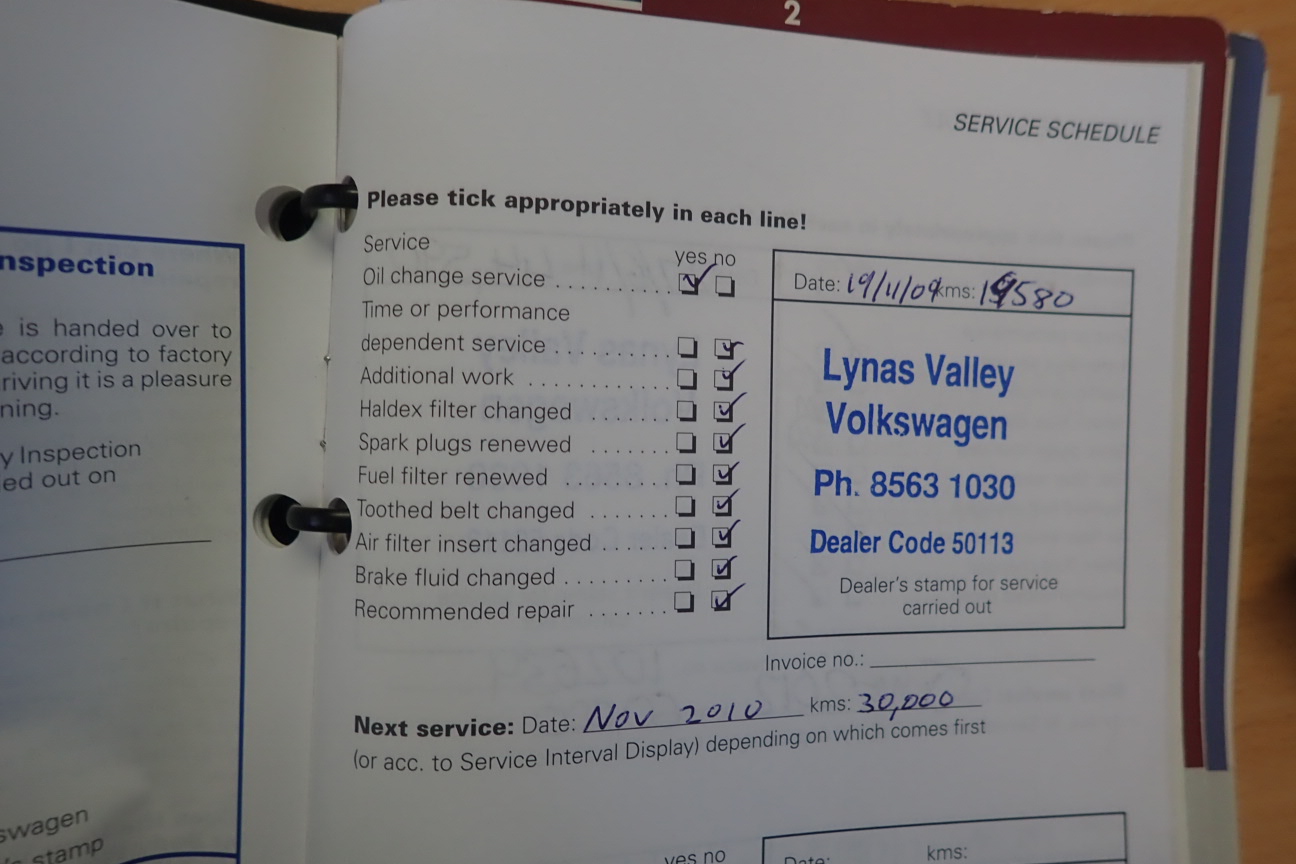 2
SERVICE SCHEDULE
nspection
is handed over to
according to factory
riving it is a pleasure
ning.
y Inspection
ed out on
swagen
stamp
Please tick appropriately in each line!
Service
yes no
Oil change service
Time or performance
dependent service
Additional work
Haldex filter changed
Spark plugs renewed
Fuel filter renewed
Toothed belt changed
Air filter insert changed
Brake fluid changed
Recommended repair
Date: 19/11/09 kms:
Lynas Valley
Volkswagen
Ph. 8563 1030
Dealer Code 50113
Dealer's stamp for service
carried out
Invoice no.:
Next service: Date: Nov 2010 kms: 30,000
(or acc. to Service Interval Display) depending on which comes first
yes no
Date: kms: